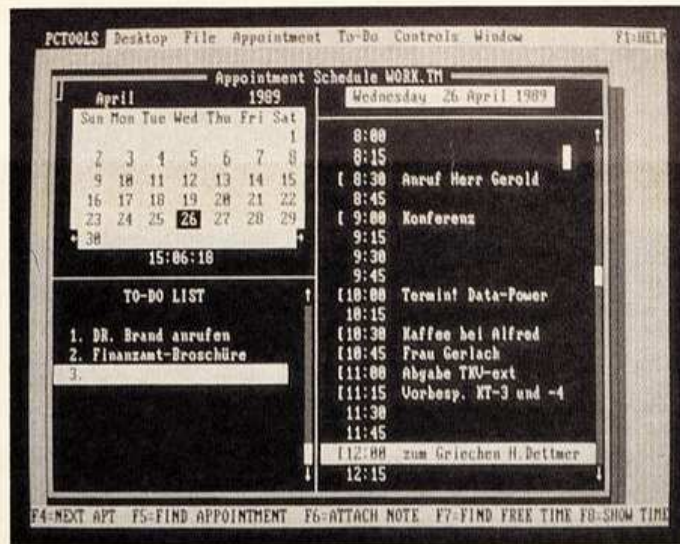 PCTOOLS Desktop File Appointment To-Do Controls Window F1=HELP
Appointment Schedule WORK.TM
April 1989
Sun Mon Tue Wed Thu Fri Sat
1
2 3 4 5 6 7 8
9 10 11 12 13 14 15
16 17 18 19 20 21 22
23 24 25 26 27 28 29
30
15:06:18
TO-DO LIST
1. DR. Brand anrufen
2. Finanzamt-Broschüre
3.
Wednesday 26 April 1989
8:00
8:15
[ 8:30 Anruf Herr Gerold
8:45
[ 9:00 Konferenz
9:15
9:30
9:45
[10:00 Termin! Data-Power
10:15
[10:30 Kaffee bei Alfred
[10:45 Frau Gerlach
[11:00 Abgabe TKV-ext
[11:15 Vorbesp. KT-3 und -4
11:30
11:45
[12:00 zum Griechen H.Dettmer
12:15
F4=NEXT APT F5=FIND APPOINTMENT F6=ATTACH NOTE F7=FIND FREE TIME F8=SHOW TIME